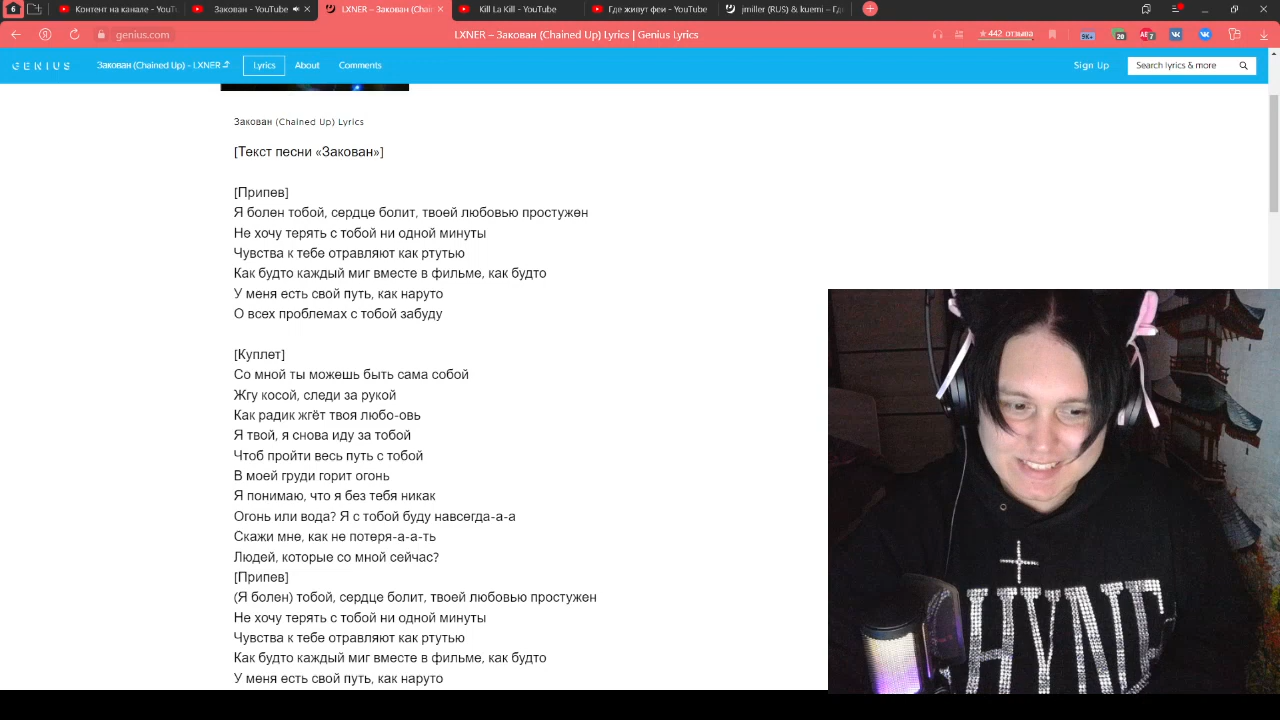 6
Контент на канале - YouTu
Закован - YouTube
LXNER – Закован (Chai
Kill La Kill - YouTube
Где живут феи - YouTube
jmiller (RUS) & kuemi – Г
genius.com
LXNER – Закован (Chained Up) Lyrics | Genius Lyrics
442 отзыва
9K+
20
7
GENIUS
Закован (Chained Up) – LXNER
Lyrics
About
Comments
Sign Up
Search lyrics & more
Закован (Chained Up) Lyrics
[Текст песни «Закован»]
[Припев]
Я болен тобой, сердце болит, твоей любовью простужен
Не хочу терять с тобой ни одной минуты
Чувства к тебе отравляют как ртутью
Как будто каждый миг вместе в фильме, как будто
У меня есть свой путь, как наруто
О всех проблемах с тобой забуду
[Куплет]
Со мной ты можешь быть сама собой
Жгу косой, следи за рукой
Как радик жгёт твоя любо-овь
Я твой, я снова иду за тобой
Чтоб пройти весь путь с тобой
В моей груди горит огонь
Я понимаю, что я без тебя никак
Огонь или вода? Я с тобой буду навсегда-а-а
Скажи мне, как не потеря-а-а-ть
Людей, которые со мной сейчас?
[Припев]
(Я болен) тобой, сердце болит, твоей любовью простужен
Не хочу терять с тобой ни одной минуты
Чувства к тебе отравляют как ртутью
Как будто каждый миг вместе в фильме, как будто
У меня есть свой путь, как наруто